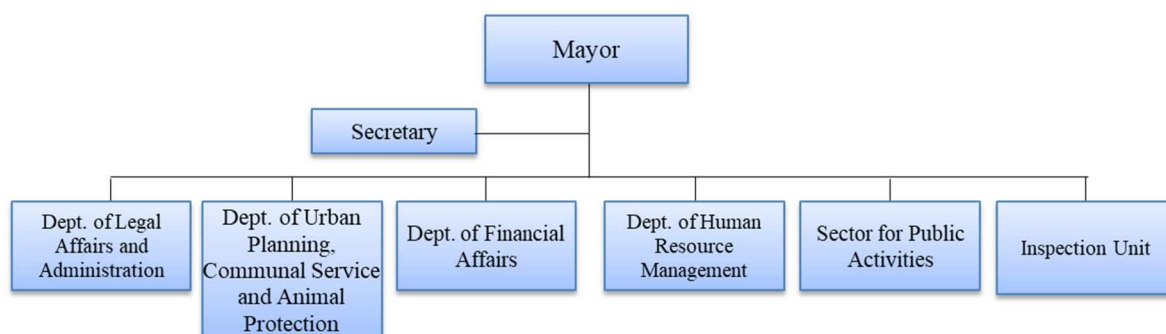 Mayor
Secretary
Dept. of Legal
Affairs and
Administration
Dept. of Urban
Planning,
Communal Service
and Animal
Protection
Dept. of Financial
Affairs
Dept. of Human
Resource
Management
Sector for Public
Activities
Inspection Unit